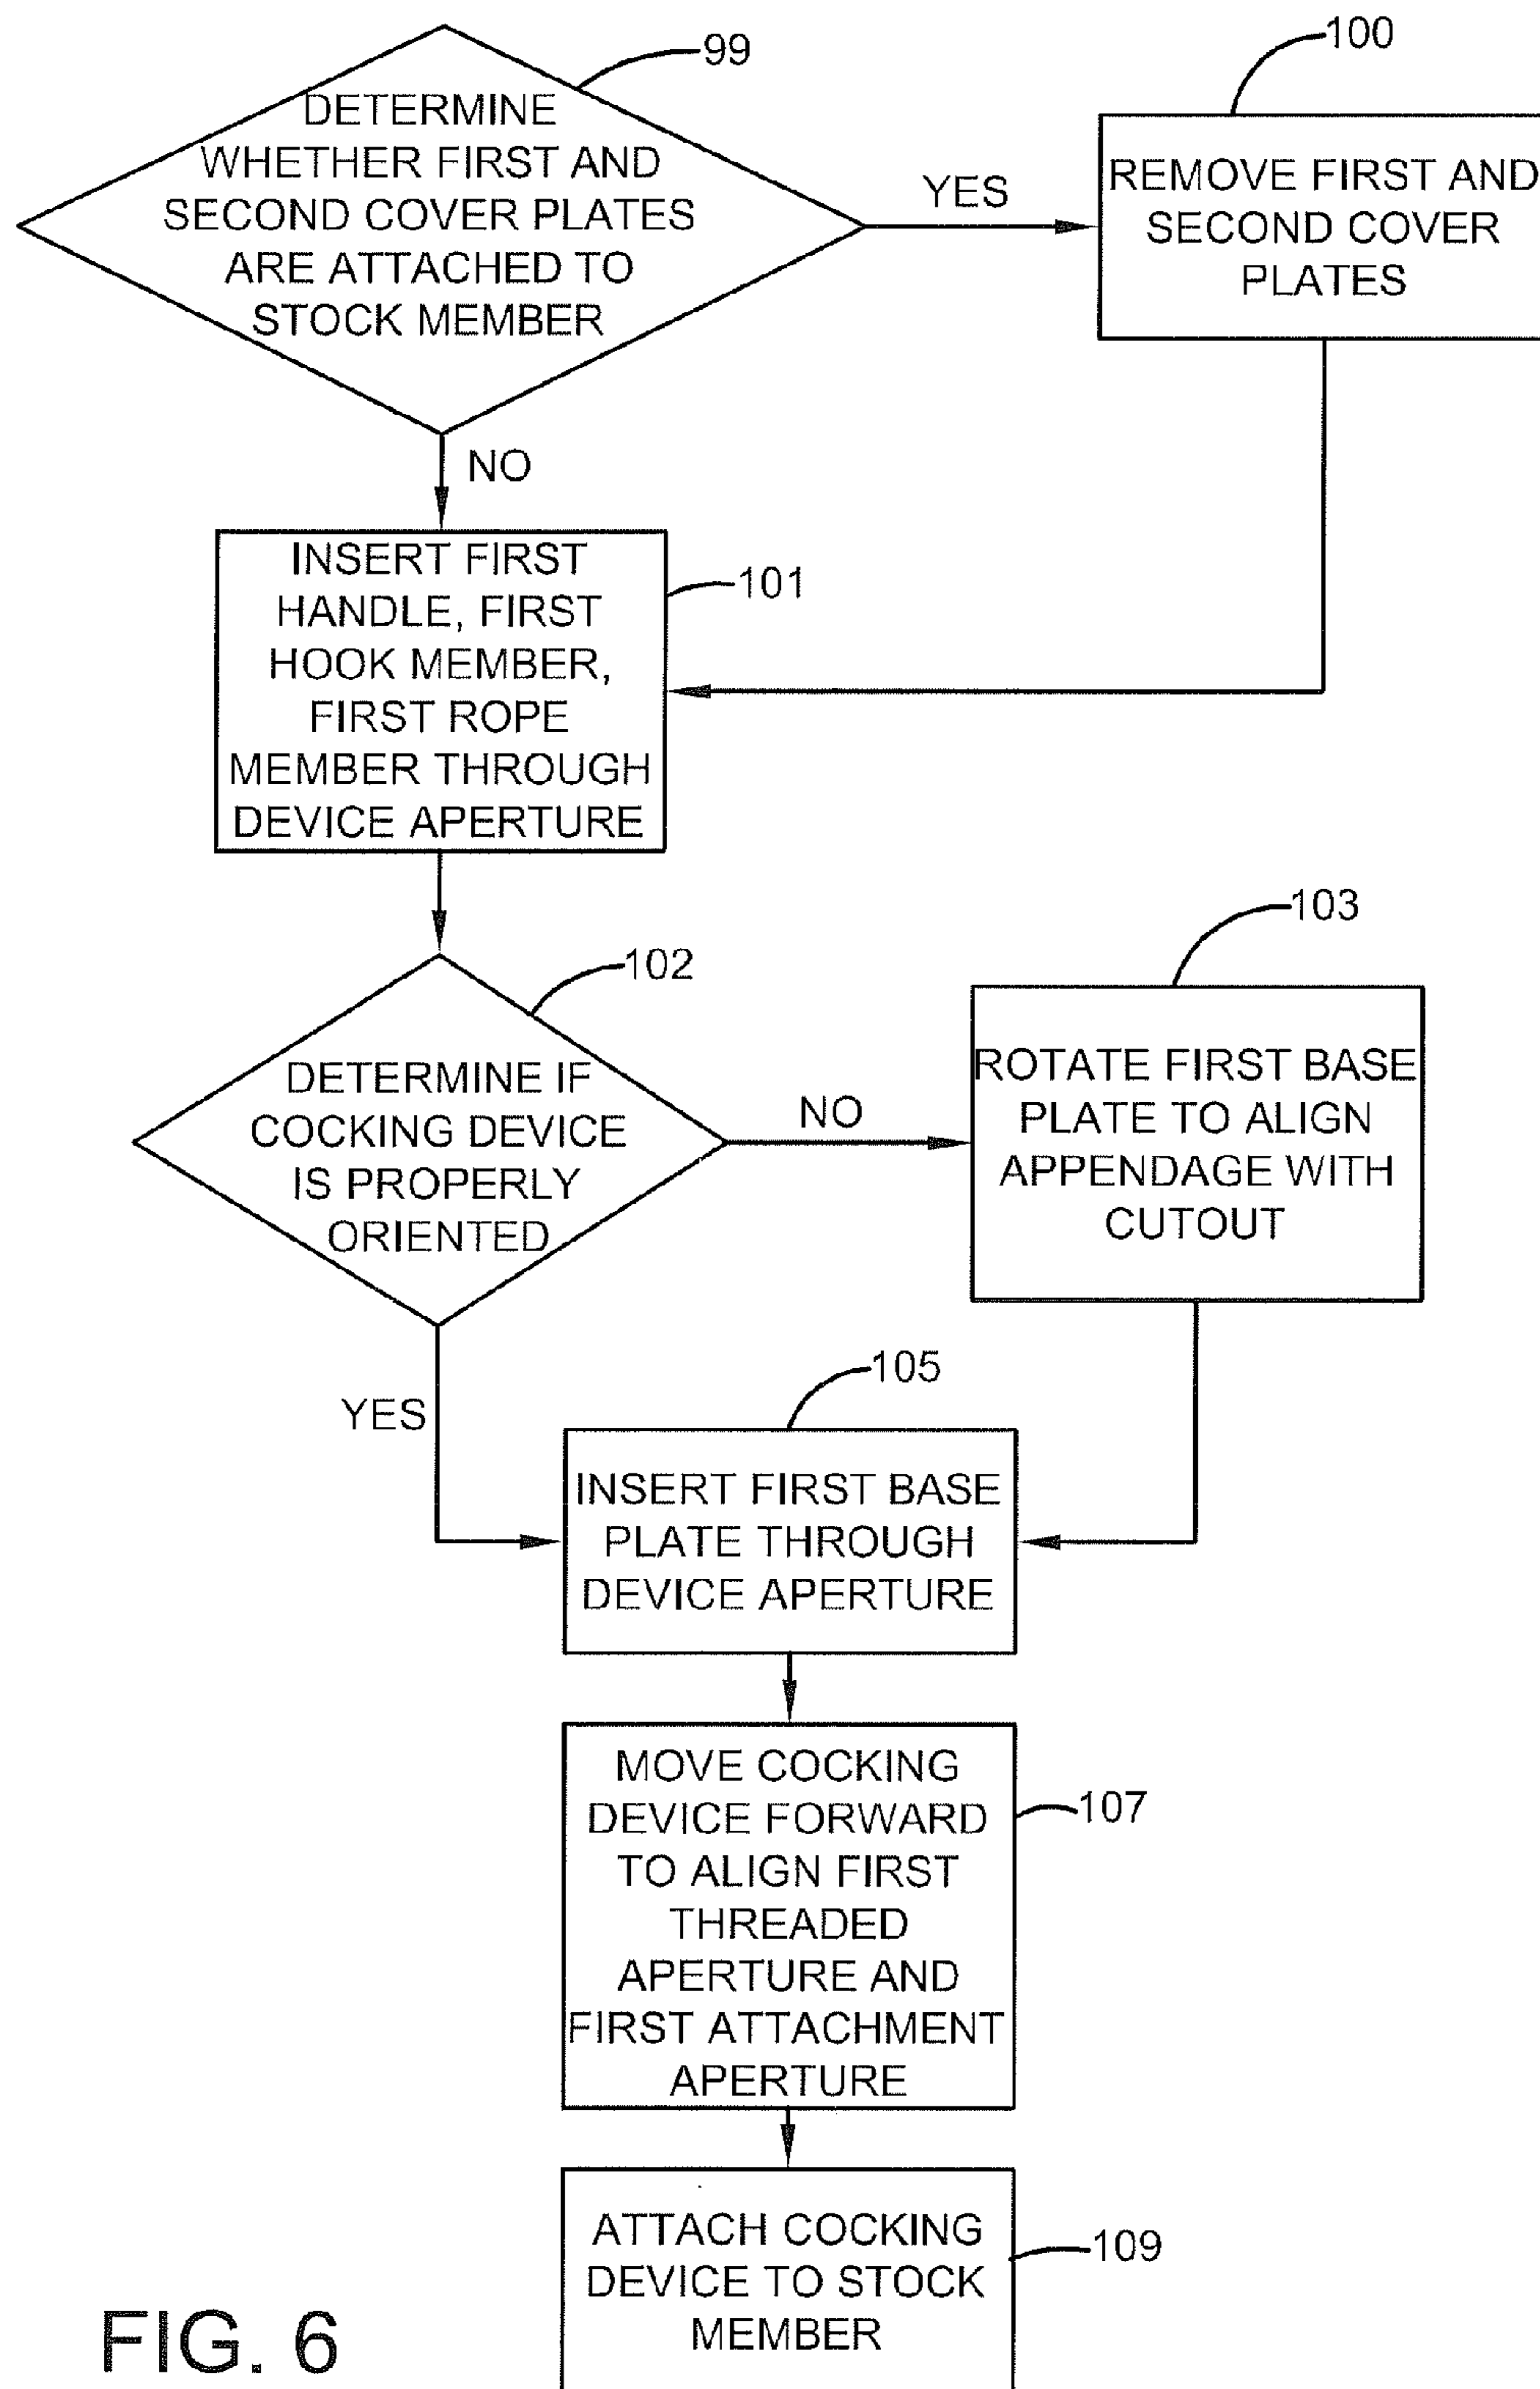 99
DETERMINE
WHETHER FIRST AND
SECOND COVER PLATES
ARE ATTACHED TO
STOCK MEMBER
YES
100
REMOVE FIRST AND
SECOND COVER
PLATES
NO
INSERT FIRST
HANDLE, FIRST
HOOK MEMBER,
FIRST ROPE
MEMBER THROUGH
DEVICE APERTURE
101
102
DETERMINE IF
COCKING DEVICE
IS PROPERLY
ORIENTED
NO
103
ROTATE FIRST BASE
PLATE TO ALIGN
APPENDAGE WITH
CUTOUT
YES
105
INSERT FIRST BASE
PLATE THROUGH
DEVICE APERTURE
MOVE COCKING
DEVICE FORWARD
TO ALIGN FIRST
THREADED
APERTURE AND
FIRST ATTACHMENT
APERTURE
107
ATTACH COCKING
DEVICE TO STOCK
MEMBER
109
FIG. 6